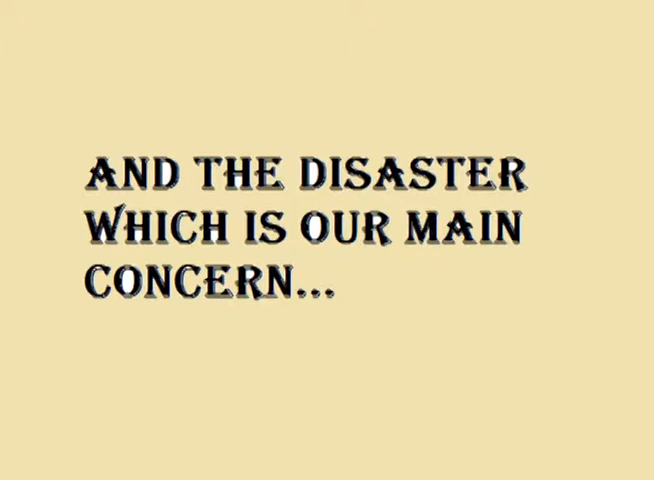 AND THE DISASTER
WHICH IS OUR MAIN
CONCERN...